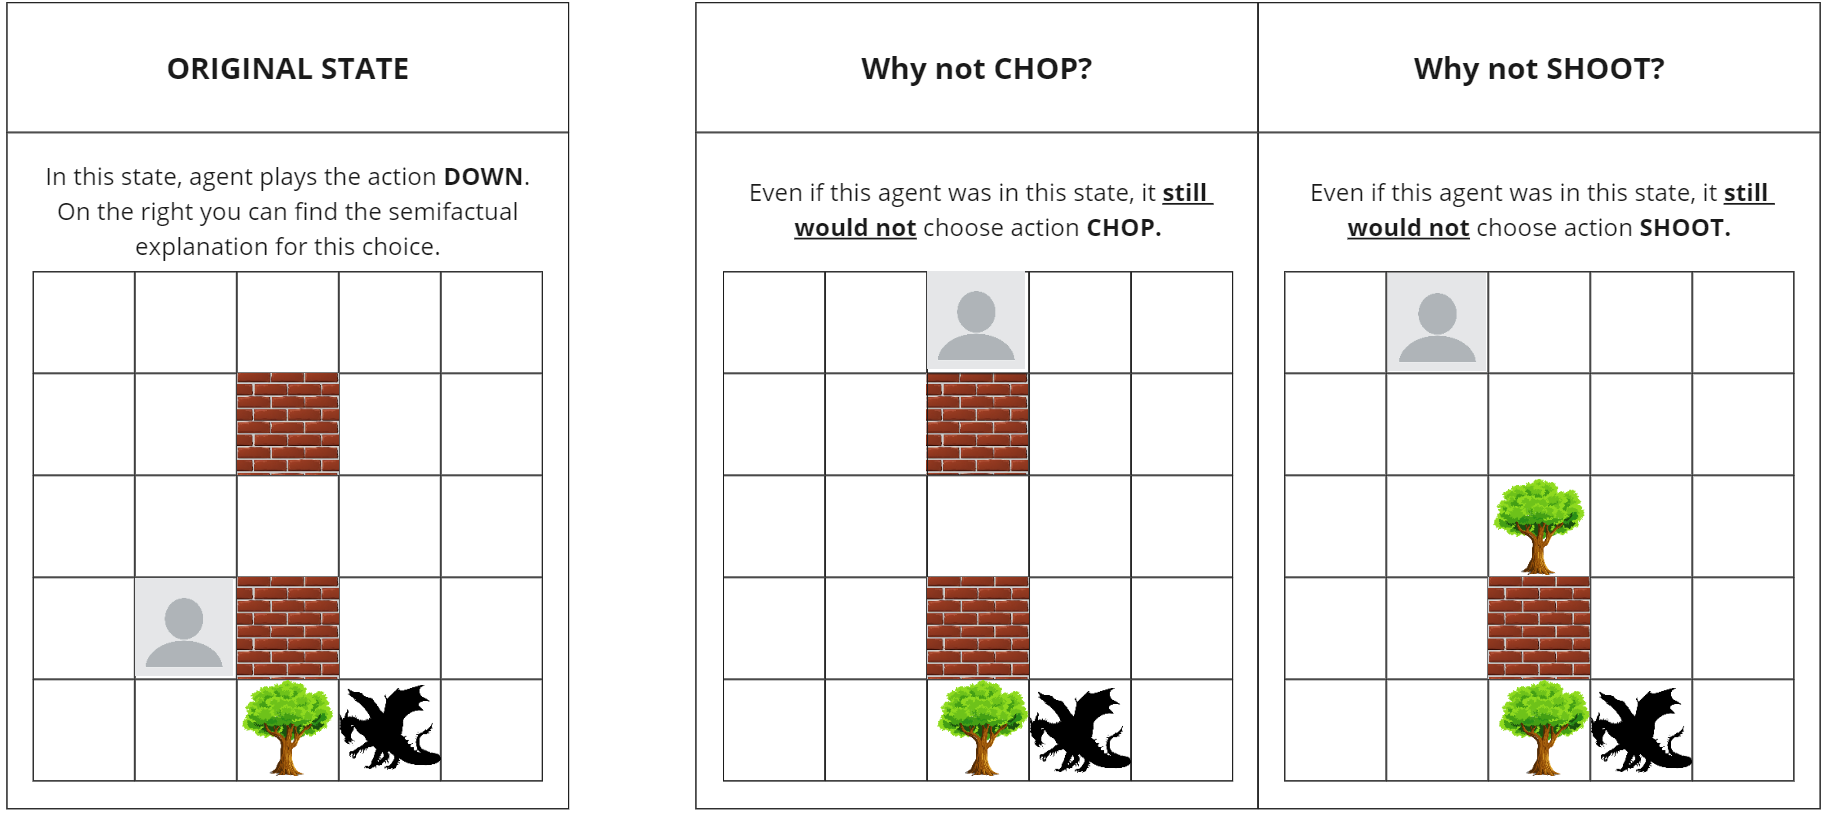 ORIGINAL STATE
In this state, agent plays the action DOWN.
On the right you can find the semifactual
explanation for this choice.
Why not CHOP?
Even if this agent was in this state, it still
would not choose action CHOP.
Why not SHOOT?
Even if this agent was in this state, it still
would not choose action SHOOT.